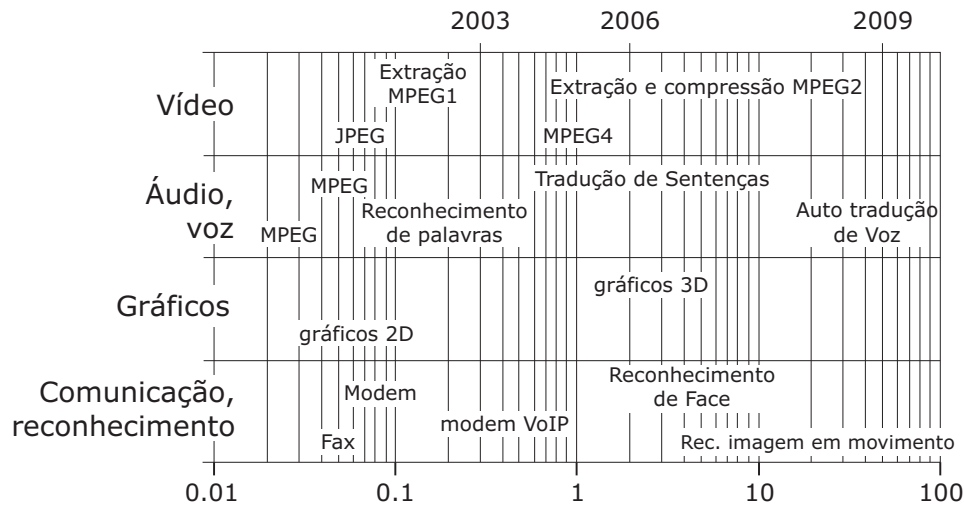 2003 2006 2009
Vídeo
Extração
MPEG1
Extração e compressão MPEG2
JPEG
MPEG4
Áudio,
voz
MPEG
Tradução de Sentenças
Reconhecimento
de palavras
Auto tradução
de Voz
MPEG
Gráficos
gráficos 3D
gráficos 2D
Comunicação,
reconhecimento
Reconhecimento
de Face
Modem
modem VoIP
Fax
Rec. imagem em movimento
0.01 0.1 1 10 100